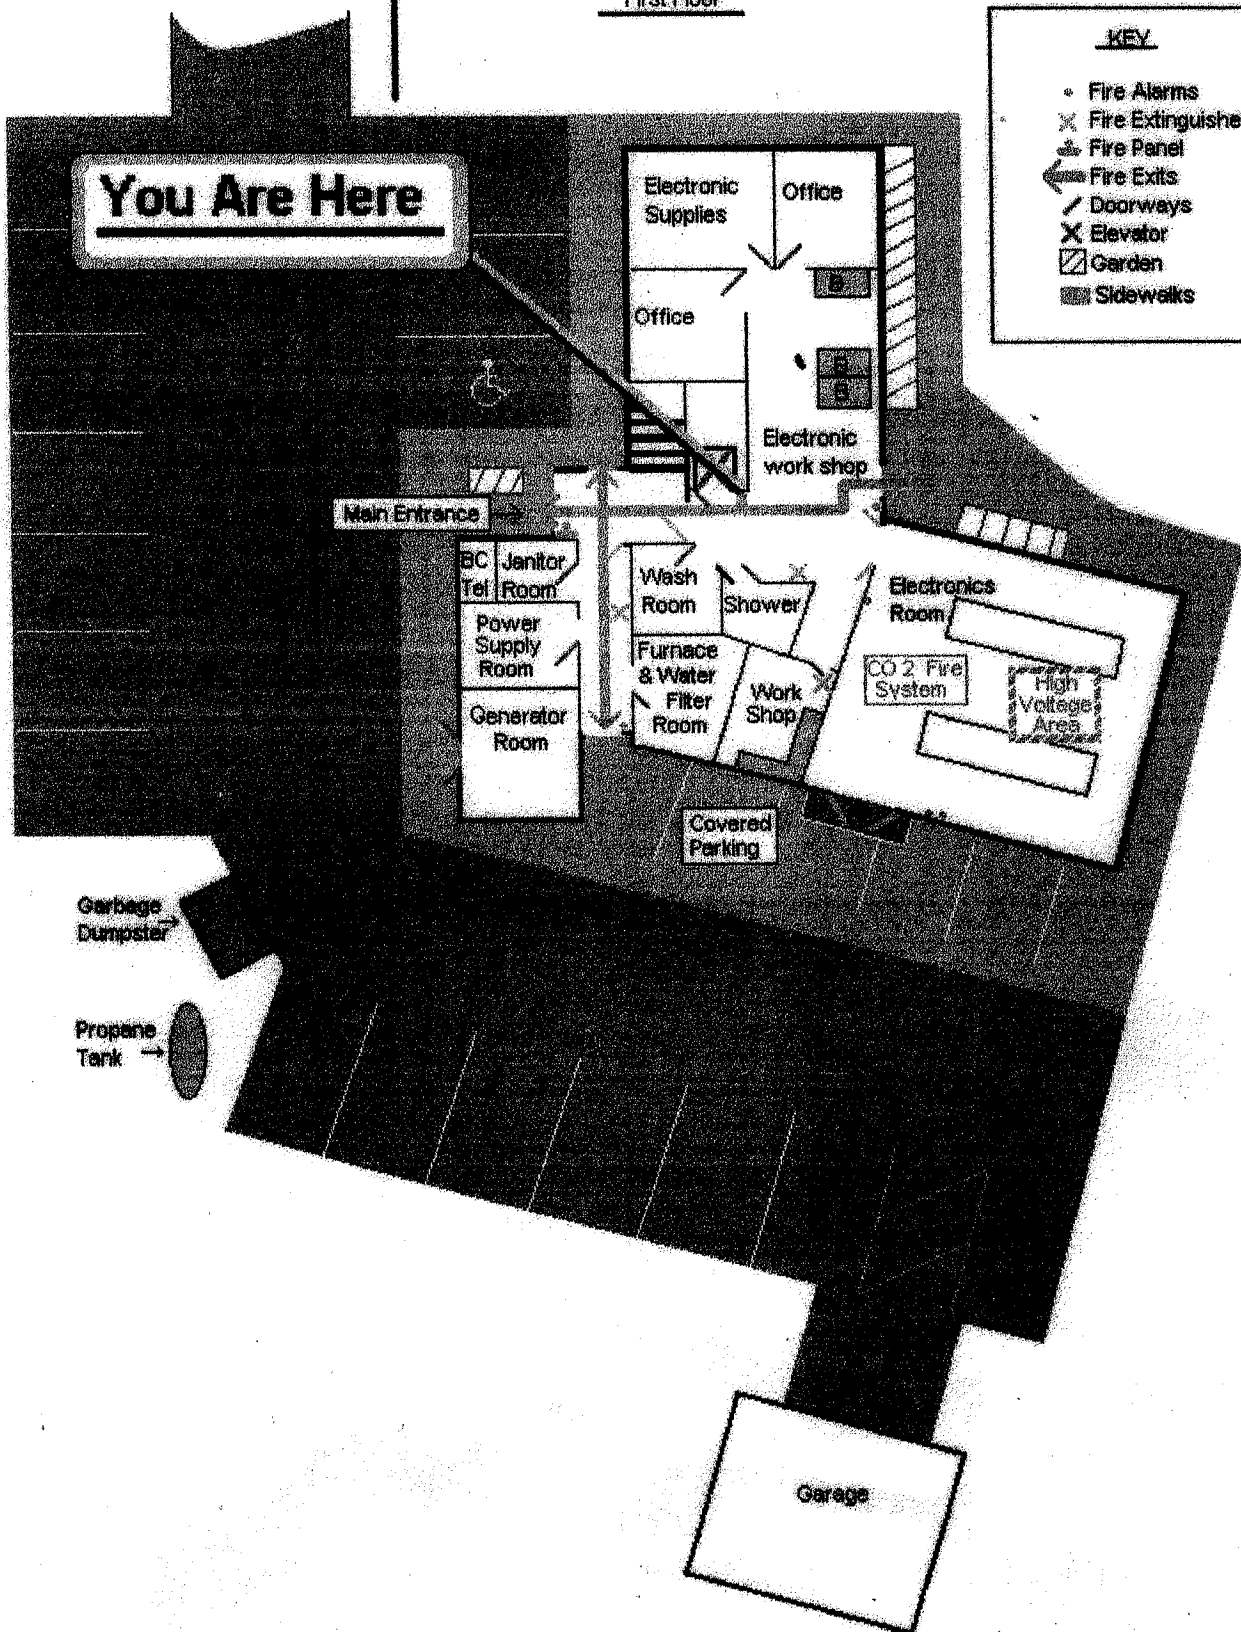 First Floor
KEY
Fire Alarms
Fire Extinguishe
Fire Panel
Fire Exits
Doorways
Elevator
Garden
Sidewalks
You Are Here
Electronic
Supplies
Office
Office
B
B
B
Electronic
work shop
Main Entrance
BC
Tel
Janitor
Room
Wash
Room
Shower
Electronics
Room
Power
Supply
Room
Furnace
& Water
Filter
Room
Work
Shop
CO 2 Fire
System
High
Voltage
Area
Generator
Room
Covered
Parking
Garbage
Dumpster
Propane
Tank
Garage